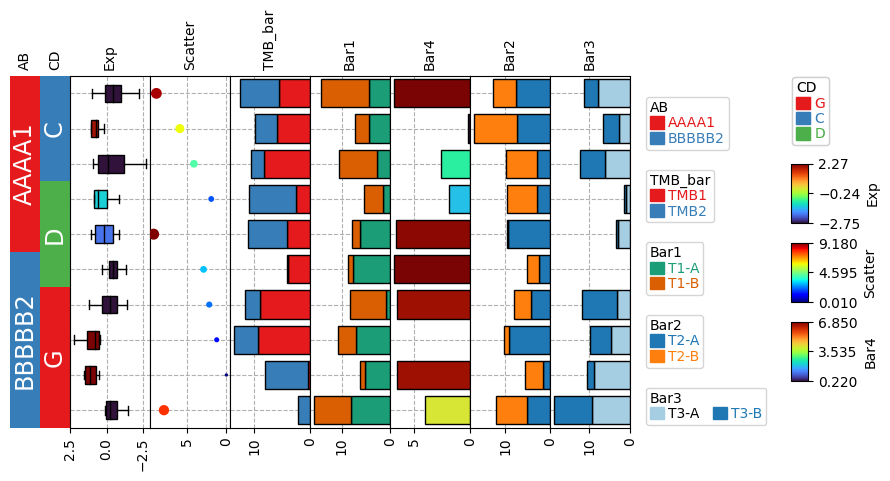 AB
CD
Exp
Scatter
TMB_bar
Bar1
Bar4
Bar2
Bar3
AAAA1
BBBBB2
C
D
G
2.5
0.0
−2.5
5
0
10
0
10
0
5
0
10
0
10
0
AB
AAAA1
BBBBB2
TMB_bar
TMB1
TMB2
Bar1
T1-A
T1-B
Bar2
T2-A
T2-B
Bar3
T3-A T3-B
CD
G
C
D
2.27
−0.24
−2.75
Exp
9.180
4.595
0.010
Scatter
6.850
3.535
0.220
Bar4